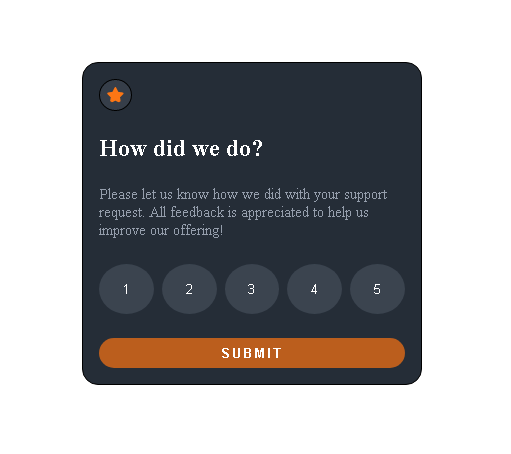 How did we do?
Please let us know how we did with your support
request. All feedback is appreciated to help us
improve our offering!
1 2 3 4 5
SUBMIT